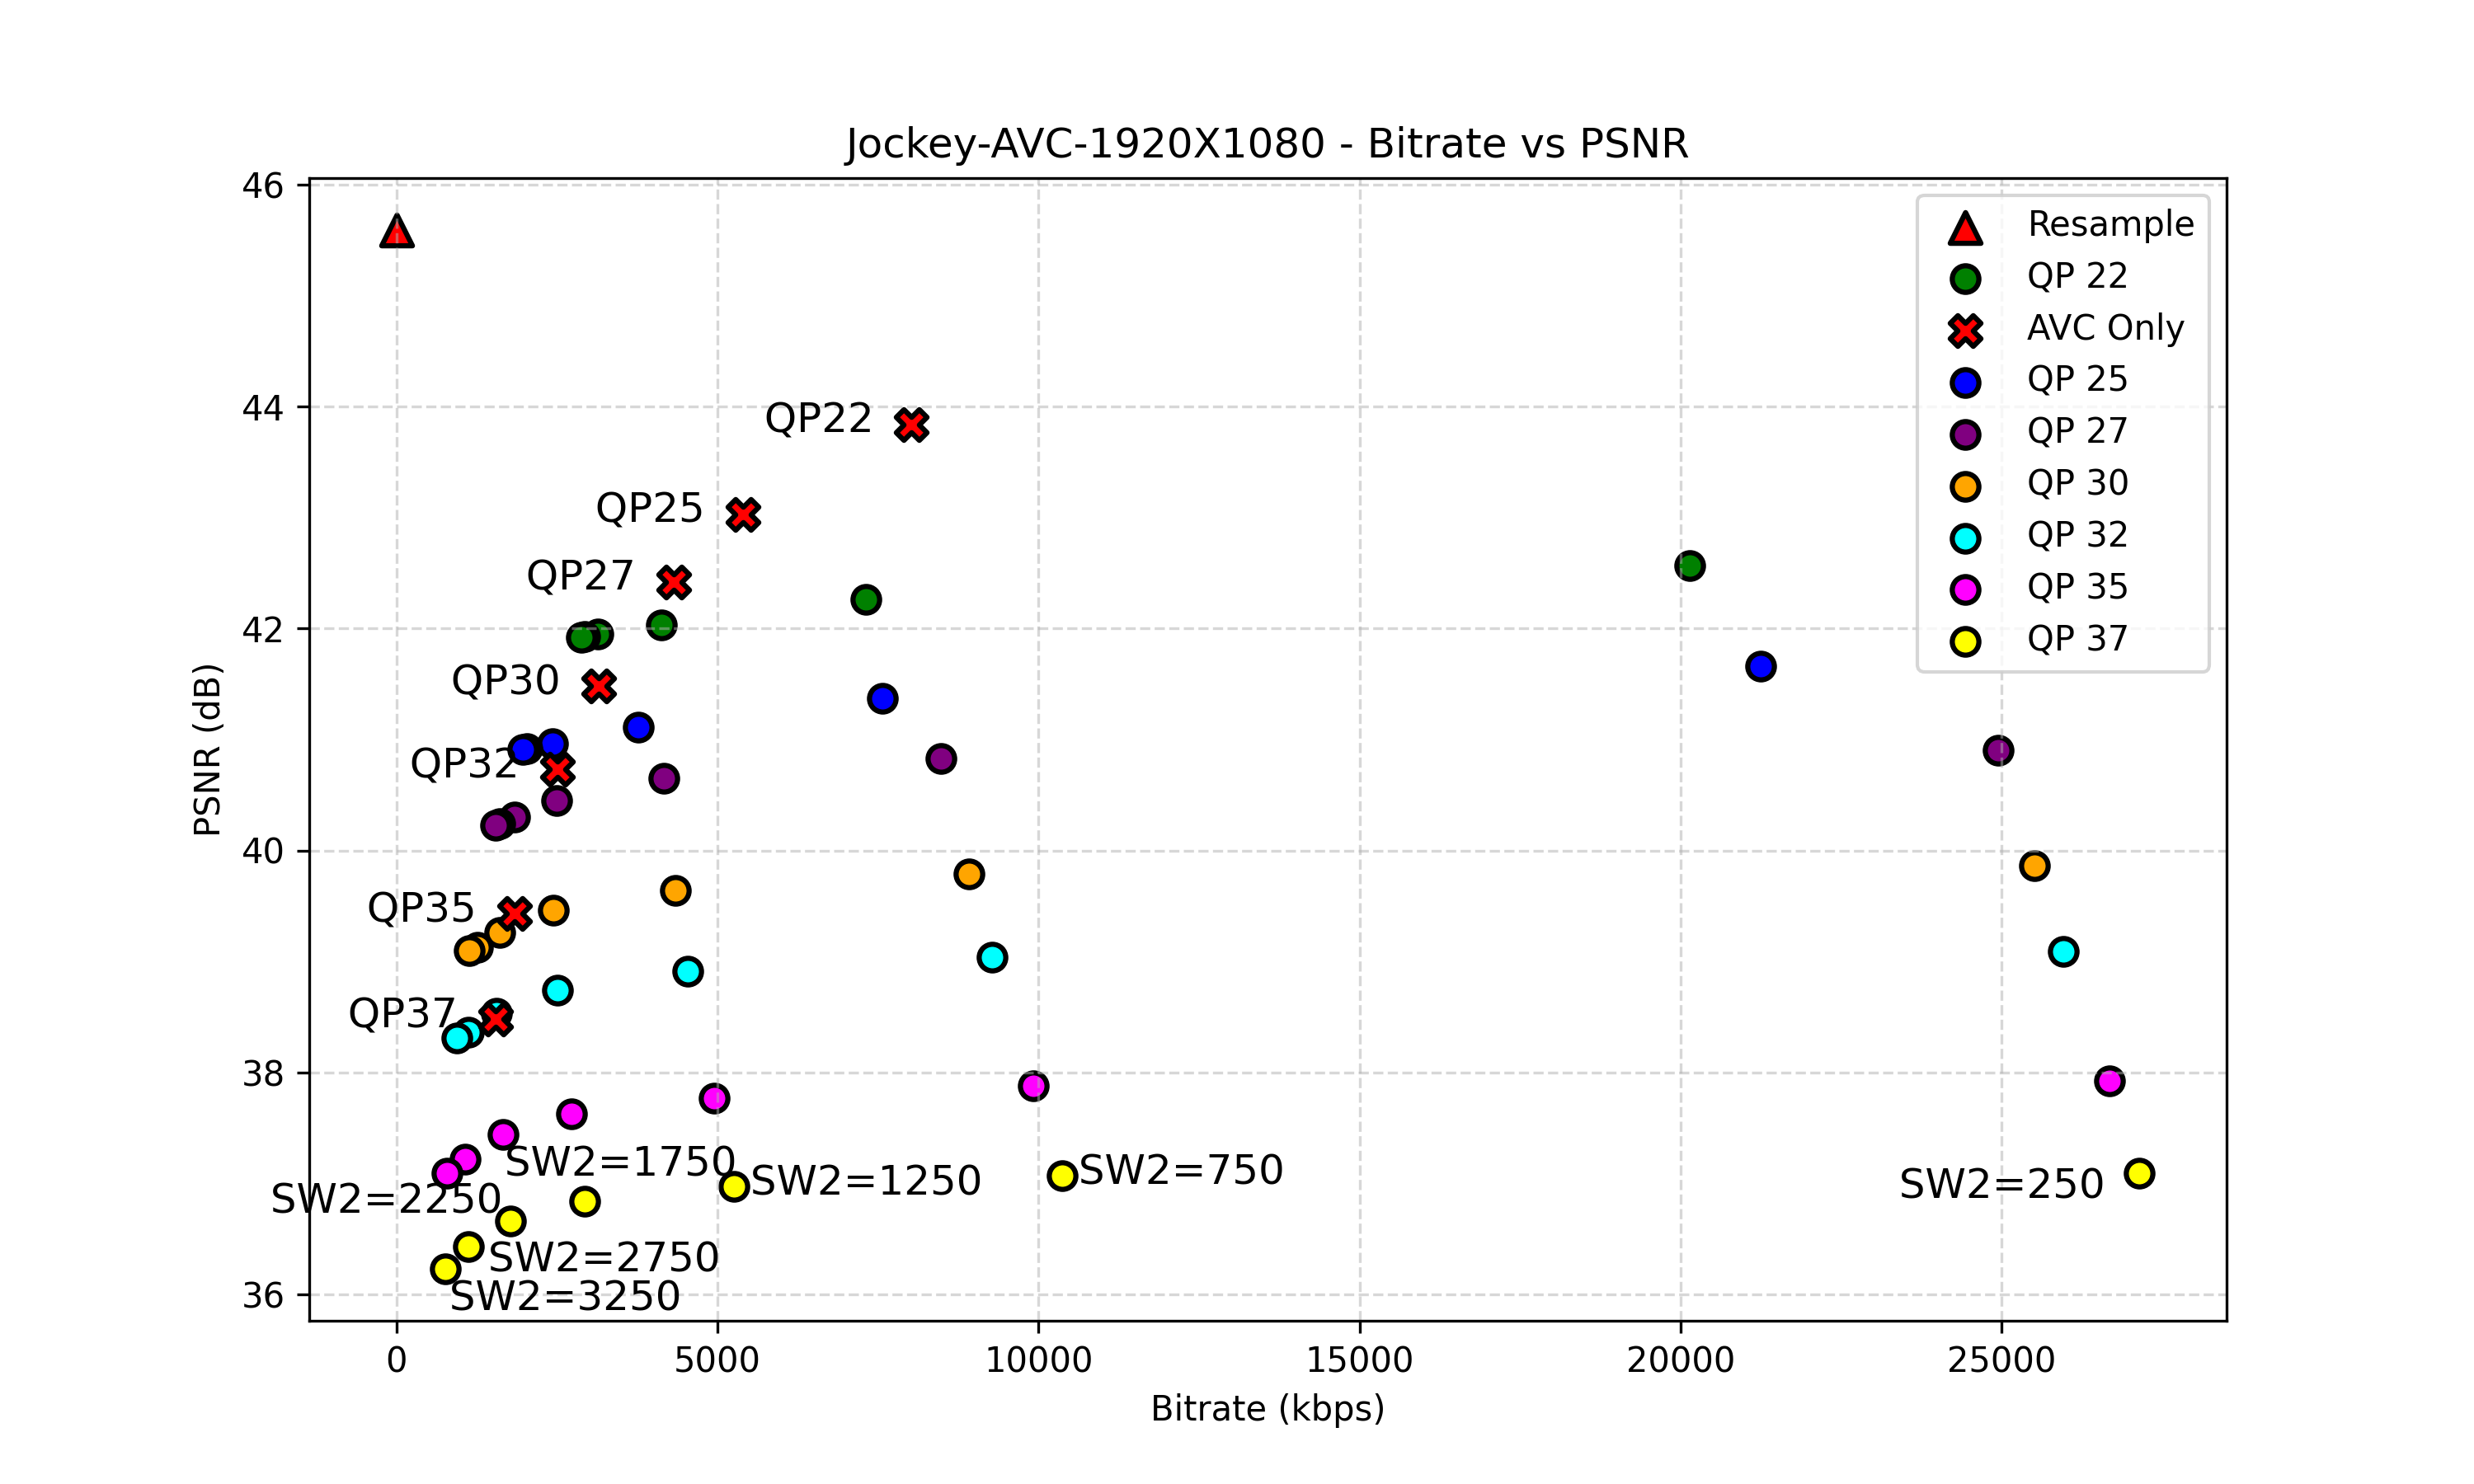 Jockey-AVC-1920X1080 - Bitrate vs PSNR
46
44
42
40
38
36
PSNR (dB)
Resample
QP 22
AVC Only
QP 25
QP 27
QP 30
QP 32
QP 35
QP 37
QP22
QP25
QP27
QP30
QP32
QP35
QP37
SW2=1750
SW2=1250
SW2=750
SW2=250
SW2=2250
SW2=2750
SW2=3250
0
5000
10000
15000
20000
25000
Bitrate (kbps)